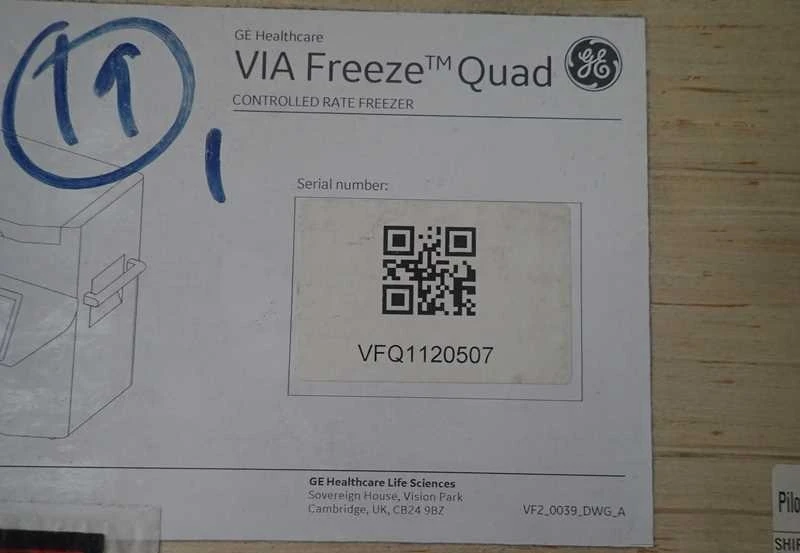 GE Healthcare
VIA Freeze™ Quad
CONTROLLED RATE FREEZER
Serial number:
VFQ1120507
GE Healthcare Life Sciences
Sovereign House, Vision Park
Cambridge, UK, CB24 9BZ
VF2_0039_DWG_A